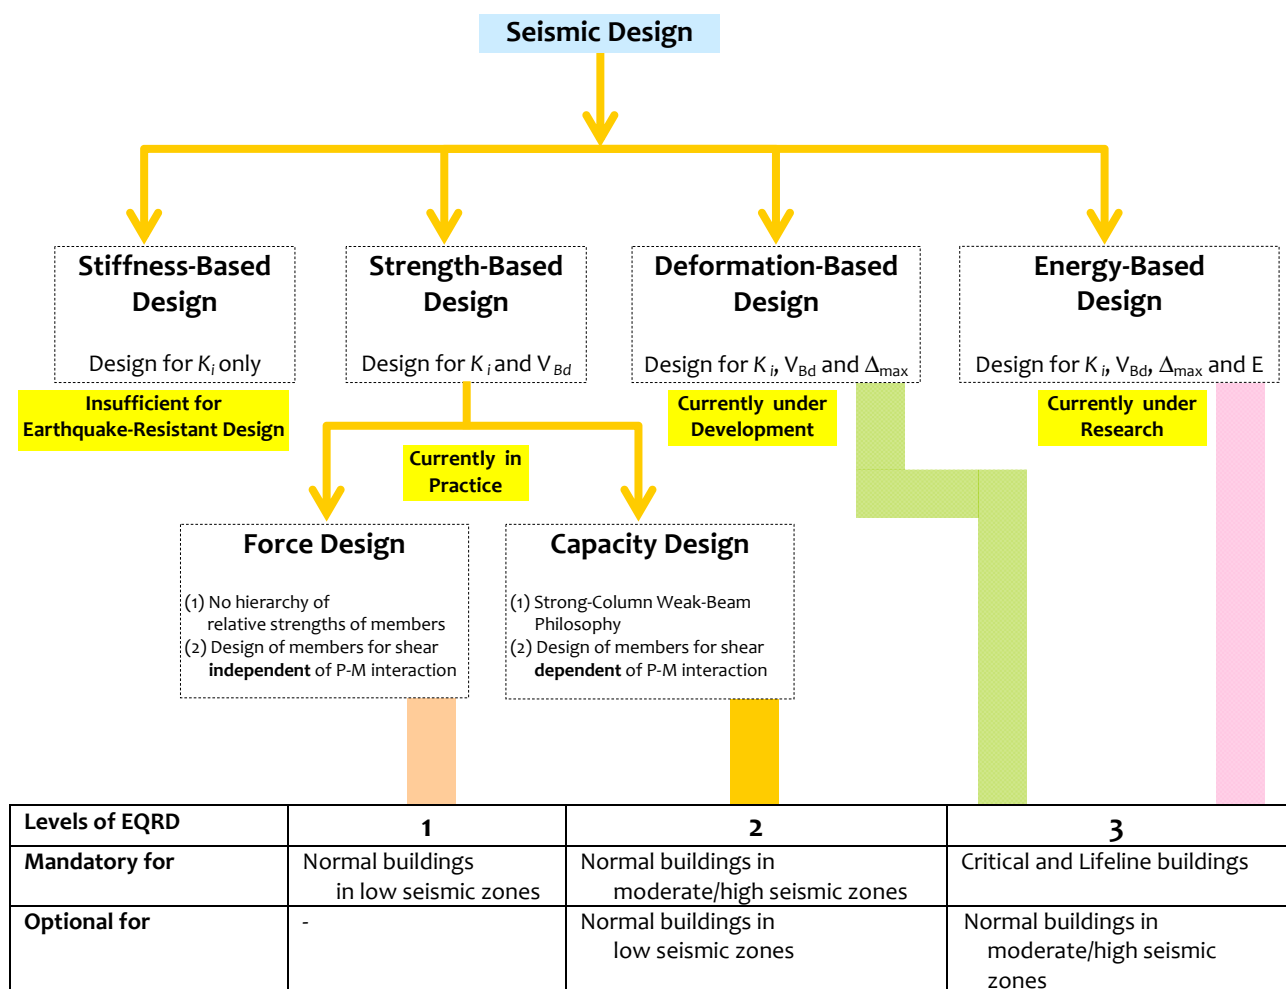 Seismic Design
Stiffness-Based
Design
Design for Ki only
Insufficient for
Earthquake-Resistant Design
Strength-Based
Design
Design for Ki and VBd
Currently in
Practice
Deformation-Based
Design
Design for Ki, VBd and Δmax
Currently under
Development
Energy-Based
Design
Design for Ki, VBd, Δmax and E
Currently under
Research
Force Design
(1) No hierarchy of
relative strengths of members
(2) Design of members for shear
independent of P-M interaction
Capacity Design
(1) Strong-Column Weak-Beam
Philosophy
(2) Design of members for shear
dependent of P-M interaction
Levels of EQRD
1
2
3
Mandatory for
Normal buildings
in low seismic zones
Normal buildings in
moderate/high seismic zones
Critical and Lifeline buildings
Optional for
-
Normal buildings in
low seismic zones
Normal buildings in
moderate/high seismic
zones